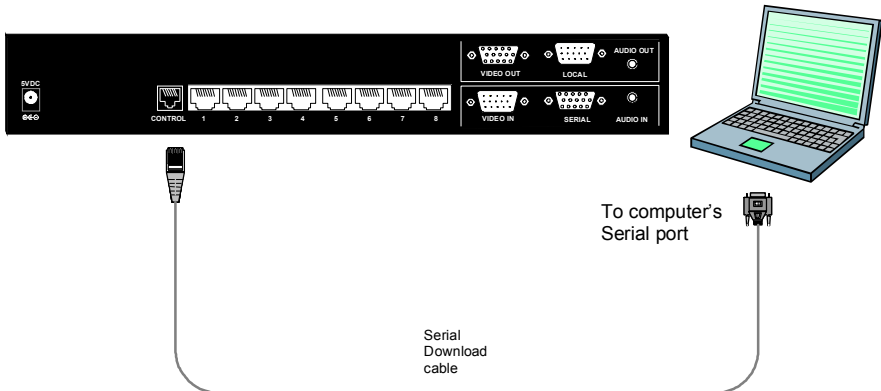 AUDIO OUT
VIDEO OUT
LOCAL
5VDC
CONTROL
1 2 3 4 5 6 7 8
VIDEO IN
SERIAL
AUDIO IN
To computer's
Serial port
Serial
Download
cable